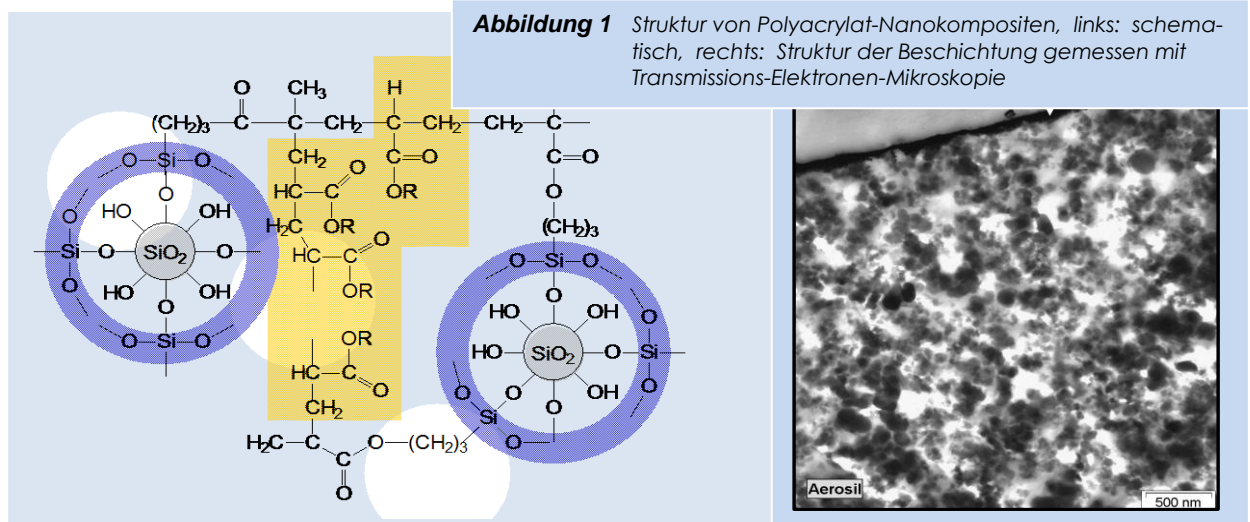 Abbildung 1 Struktur von Polyacrylat-Nanokompositen, links: schema-
tisch, rechts: Struktur der Beschichtung gemessen mit
Transmissions-Elektronen-Mikroskopie
O CH₃ H
(CH₂)₃ C C CH₂ C CH₂ CH₂ C
O Si O CH₂ C O C O
O O HC C OR O
HO OH O OR (CH₂)₃
Si O SiO₂ O H₂C O O Si O
HO OH HC C O
O OR HO OH O
O Si O OR HO SiO₂ O Si
HC C O OH O
CH₂ O Si O O
H₂C C O (CH₂)₃ O
C
O
Aerosil
500 nm